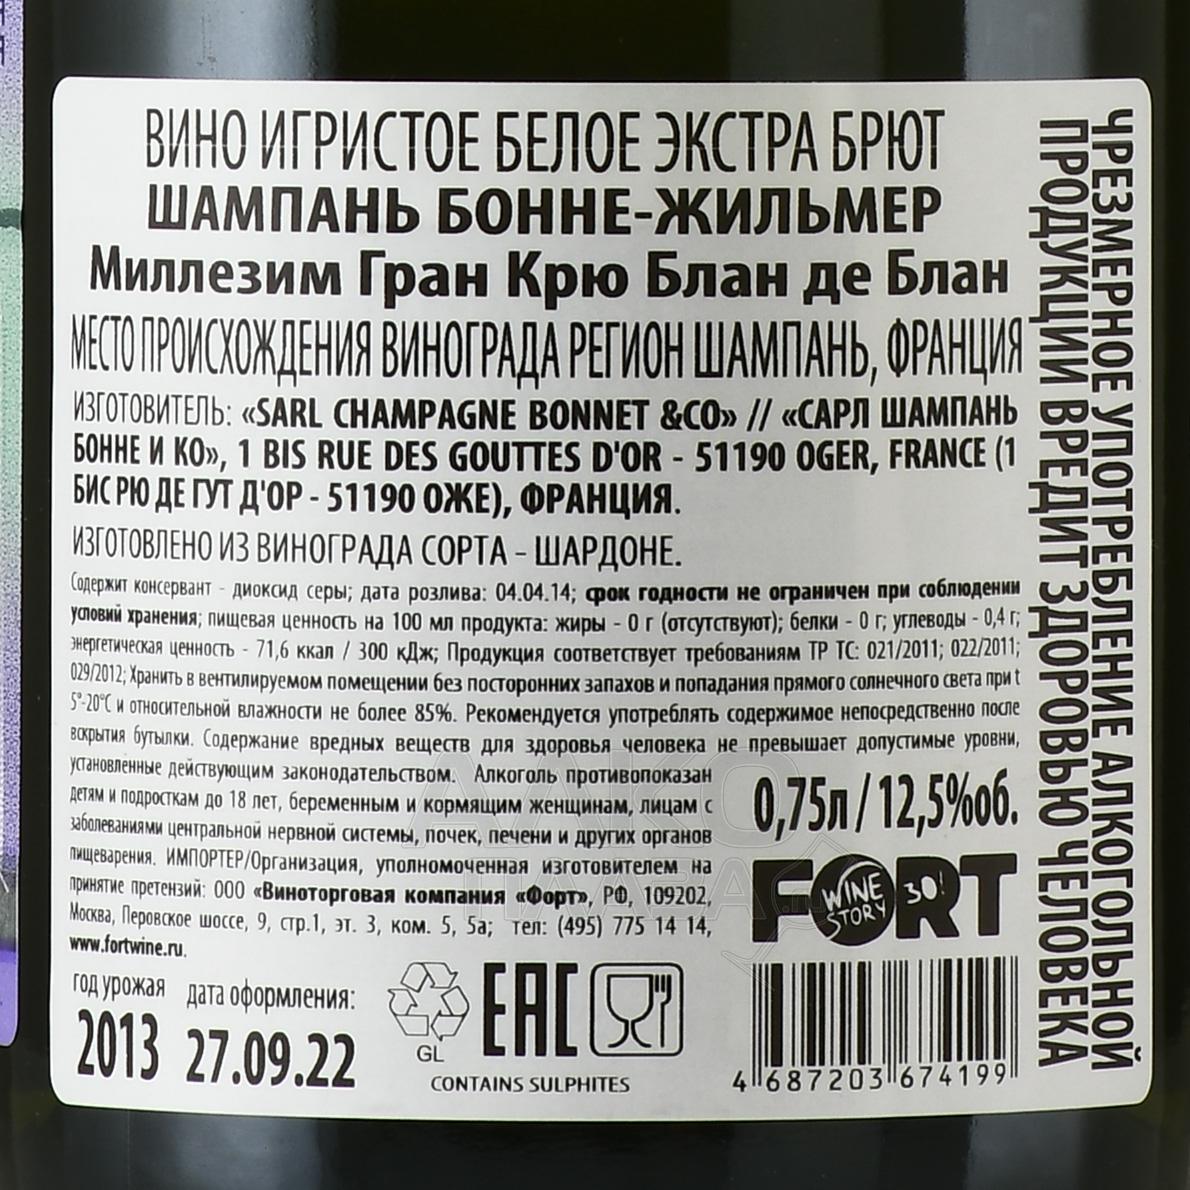 ВИНО ИГРИСТОЕ БЕЛОЕ ЭКСТРА БРЮТ
ШАМПАНЬ БОННЕ-ЖИЛЬМЕР
Миллезим Гран Крю Блан де Блан
МЕСТО ПРОИСХОЖДЕНИЯ ВИНОГРАДА РЕГИОН ШАМПАНЬ, ФРАНЦИЯ
ИЗГОТОВИТЕЛЬ: «SARL CHAMPAGNE BONNET &CO» // «САРЛ ШАМПАНЬ
БОННЕ И КО», 1 BIS RUE DES GOUTTES D'OR - 51190 OGER, FRANCE (1
БИС РЮ ДЕ ГУТ Д'ОР - 51190 ОЖЕ), ФРАНЦИЯ.
ИЗГОТОВЛЕНО ИЗ ВИНОГРАДА СОРТА - ШАРДОНЕ.
Содержит консервант - диоксид серы; дата розлива: 04.04.14; срок годности не ограничен при соблюдении
условий хранения; пищевая ценность на 100 мл продукта: жиры - 0 г (отсутствуют); белки - 0 г; углеводы - 0,4 г;
энергетическая ценность - 71,6 ккал / 300 кДж; Продукция соответствует требованиям ТР ТС: 021/2011; 022/2011;
029/2012; Хранить в вентилируемом помещении без посторонних запахов и попадания прямого солнечного света при t
5°-20°С и относительной влажности не более 85%. Рекомендуется употреблять содержимое непосредственно после
вскрытия бутылки. Содержание вредных веществ для здоровья человека не превышает допустимые уровни,
установленные действующим законодательством. Алкоголь противопоказан
детям и подросткам до 18 лет, беременным и кормящим женщинам, лицам с
заболеваниями центральной нервной системы, почек, печени и других органов
пищеварения. ИМПОРТЕР/Организация, уполномоченная изготовителем на
принятие претензий: ООО «Виноторговая компания «Форт», РФ, 109202,
Москва, Перовское шоссе, 9, стр.1, эт. 3, ком. 5, 5а; тел: (495) 775 14 14,
www.fortwine.ru.
0,75л / 12,5%об.
FORT
WINE
STORY
30!
год урожая
2013
дата оформления:
27.09.22
GL
EAC
CONTAINS SULPHITES
4 687203 674199
ЧРЕЗМЕРНОЕ УПОТРЕБЛЕНИЕ АЛКОГОЛЬНОЙ
ПРОДУКЦИИ ВРЕДИТ ЗДОРОВЬЮ ЧЕЛОВЕКА